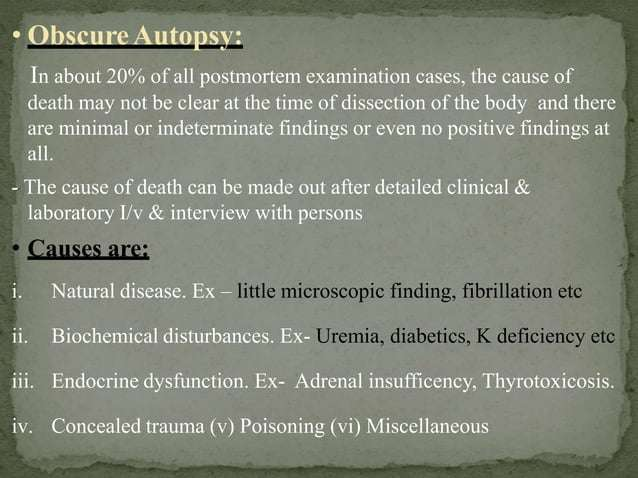 • Obscure Autopsy:
In about 20% of all postmortem examination cases, the cause of
death may not be clear at the time of dissection of the body and there
are minimal or indeterminate findings or even no positive findings at
all.
- The cause of death can be made out after detailed clinical &
laboratory I/v & interview with persons
• Causes are:
i. Natural disease. Ex – little microscopic finding, fibrillation etc
ii. Biochemical disturbances. Ex- Uremia, diabetics, K deficiency etc
iii. Endocrine dysfunction. Ex- Adrenal insufficency, Thyrotoxicosis.
iv. Concealed trauma (v) Poisoning (vi) Miscellaneous